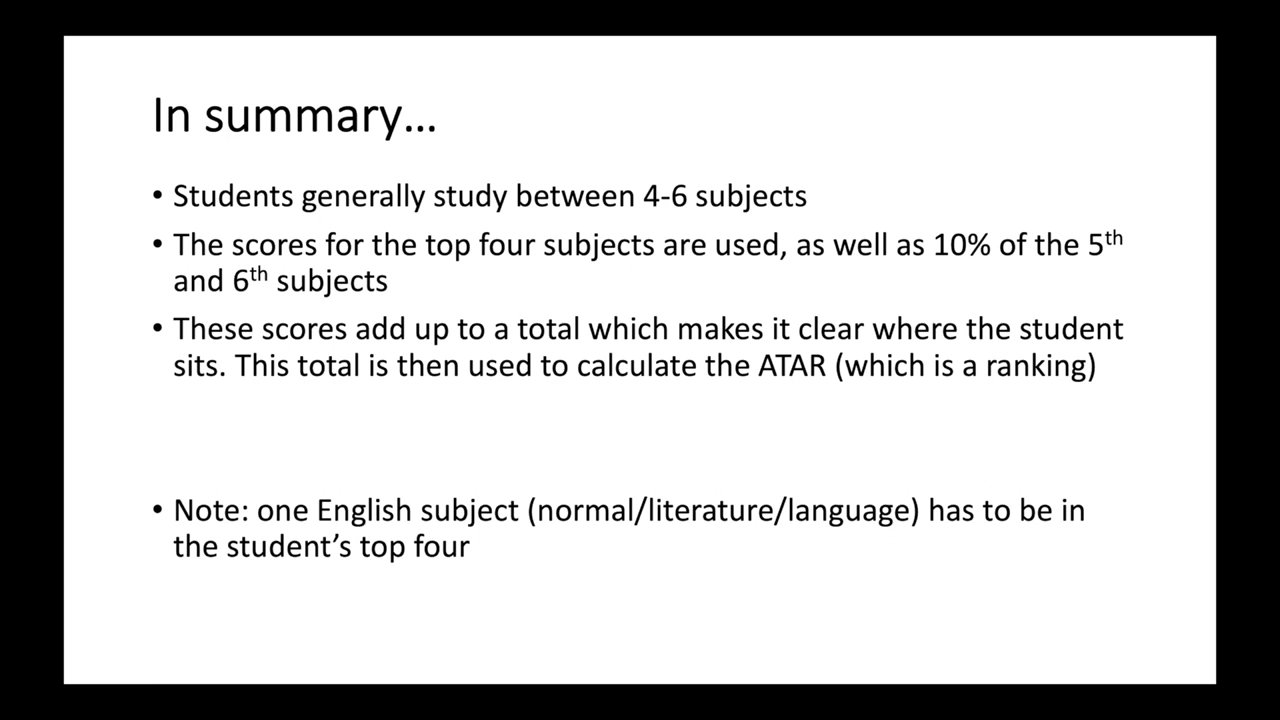 In summary…
• Students generally study between 4-6 subjects
• The scores for the top four subjects are used, as well as 10% of the 5th
and 6th subjects
• These scores add up to a total which makes it clear where the student
sits. This total is then used to calculate the ATAR (which is a ranking)
• Note: one English subject (normal/literature/language) has to be in
the student’s top four